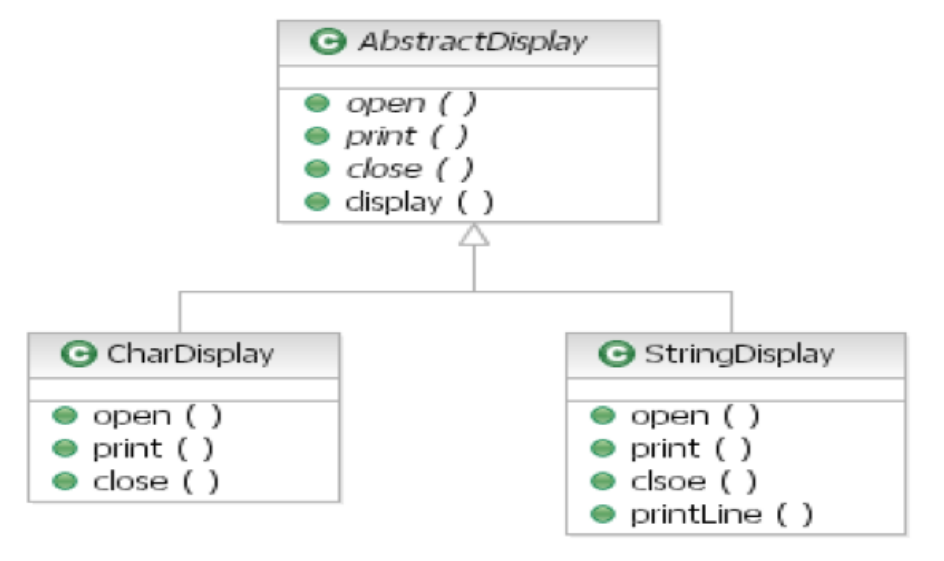 AbstractDisplay
open ( )
print ( )
close ( )
display ( )
CharDisplay
open ( )
print ( )
close ( )
StringDisplay
open ( )
print ( )
clsoe ( )
printLine ( )